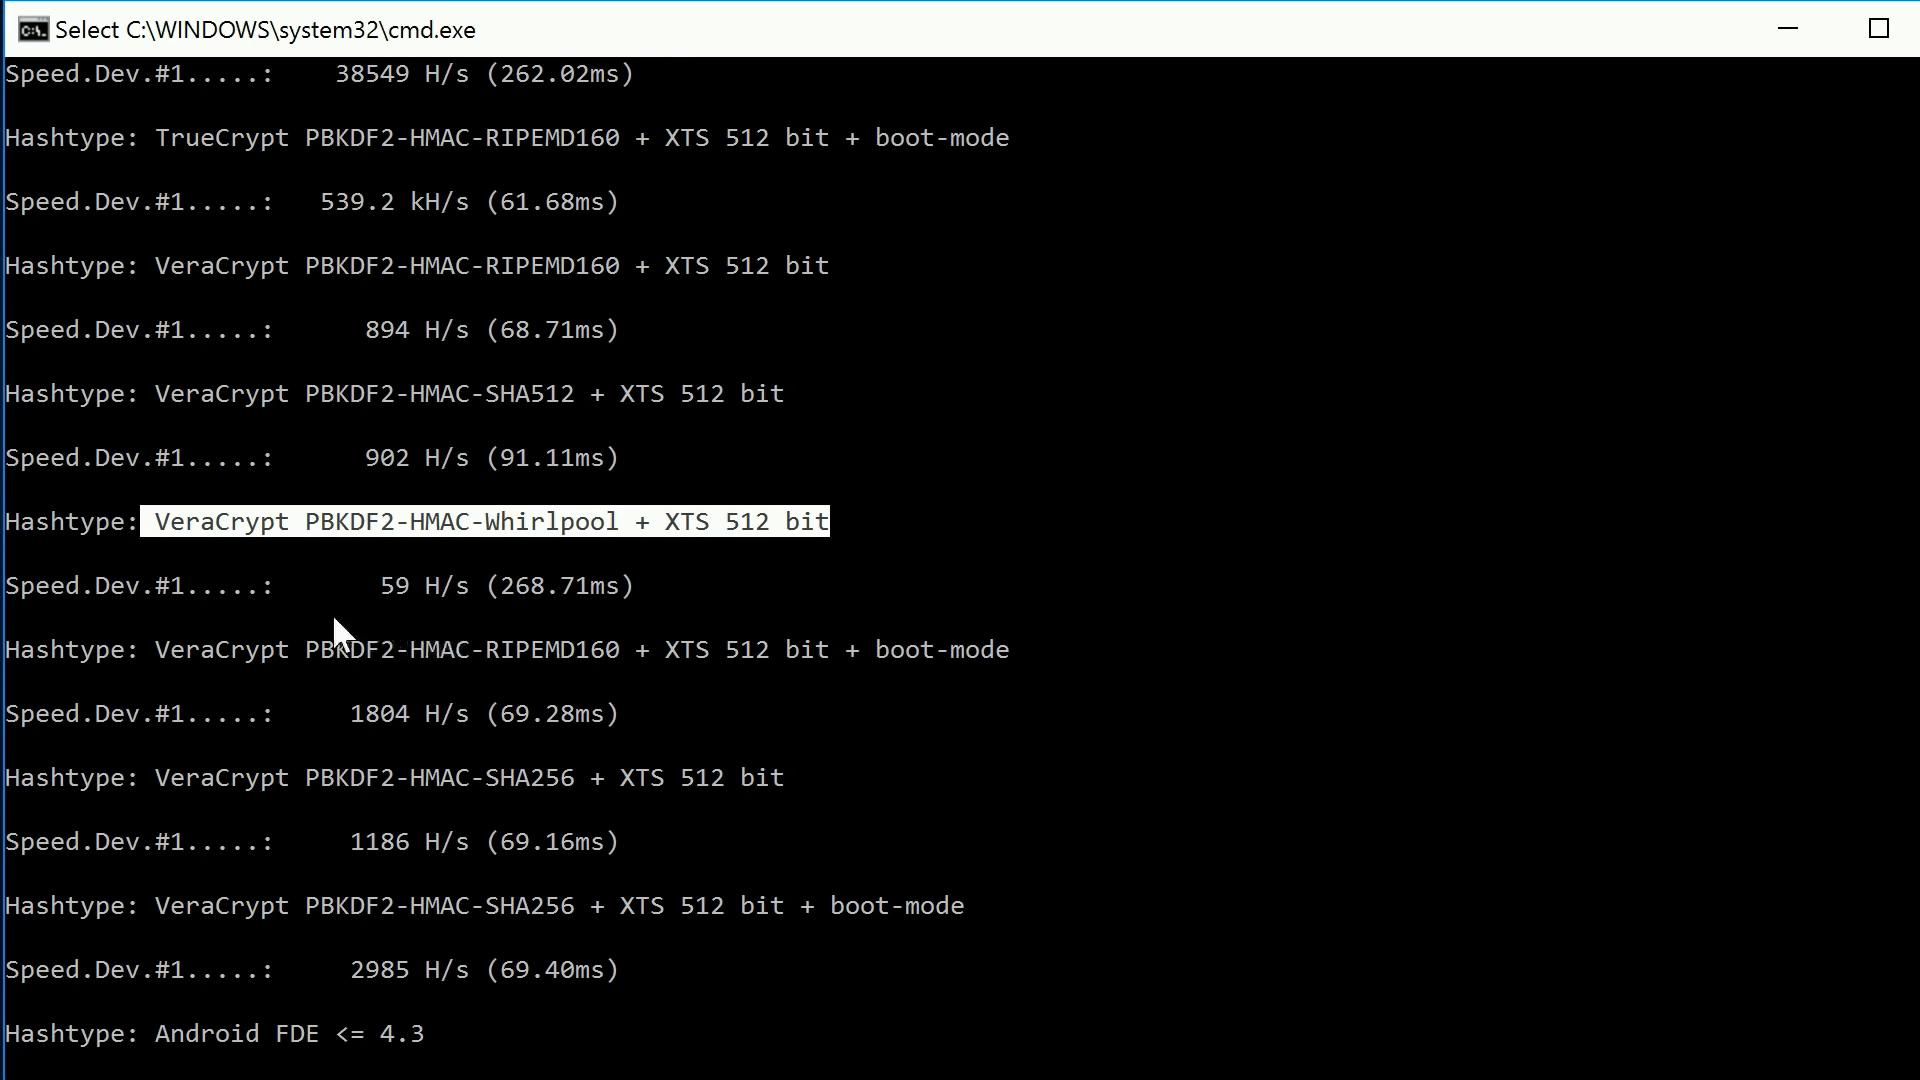 Select C:\WINDOWS\system32\cmd.exe
Speed.Dev.#1.....:    38549 H/s (262.02ms)
Hashtype: TrueCrypt PBKDF2-HMAC-RIPEMD160 + XTS 512 bit + boot-mode
Speed.Dev.#1.....:   539.2 kH/s (61.68ms)
Hashtype: VeraCrypt PBKDF2-HMAC-RIPEMD160 + XTS 512 bit
Speed.Dev.#1.....:      894 H/s (68.71ms)
Hashtype: VeraCrypt PBKDF2-HMAC-SHA512 + XTS 512 bit
Speed.Dev.#1.....:      902 H/s (91.11ms)
Hashtype: VeraCrypt PBKDF2-HMAC-Whirlpool + XTS 512 bit
Speed.Dev.#1.....:       59 H/s (268.71ms)
Hashtype: VeraCrypt PBKDF2-HMAC-RIPEMD160 + XTS 512 bit + boot-mode
Speed.Dev.#1.....:     1804 H/s (69.28ms)
Hashtype: VeraCrypt PBKDF2-HMAC-SHA256 + XTS 512 bit
Speed.Dev.#1.....:     1186 H/s (69.16ms)
Hashtype: VeraCrypt PBKDF2-HMAC-SHA256 + XTS 512 bit + boot-mode
Speed.Dev.#1.....:     2985 H/s (69.40ms)
Hashtype: Android FDE <= 4.3